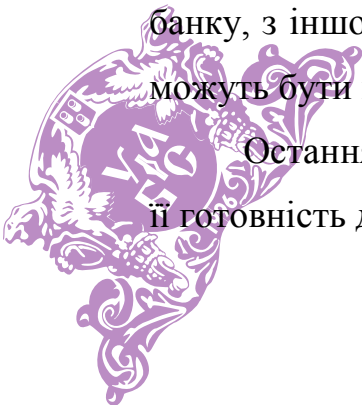 банку, з іншо
можуть бути
Останн
її готовність д